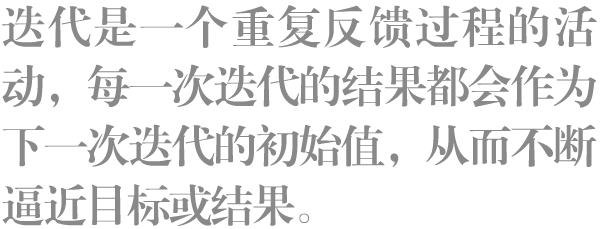 迭代是一个重复反馈过程的活
动，每一次迭代的结果都会作为
下一次迭代的初始值，从而不断
逼近目标或结果。